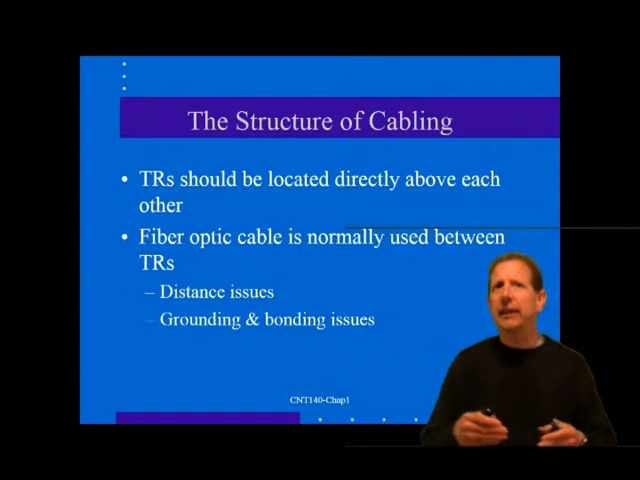 The Structure of Cabling
• TRs should be located directly above each
other
• Fiber optic cable is normally used between
TRs
– Distance issues
– Grounding & bonding issues
CNT140-Chap1